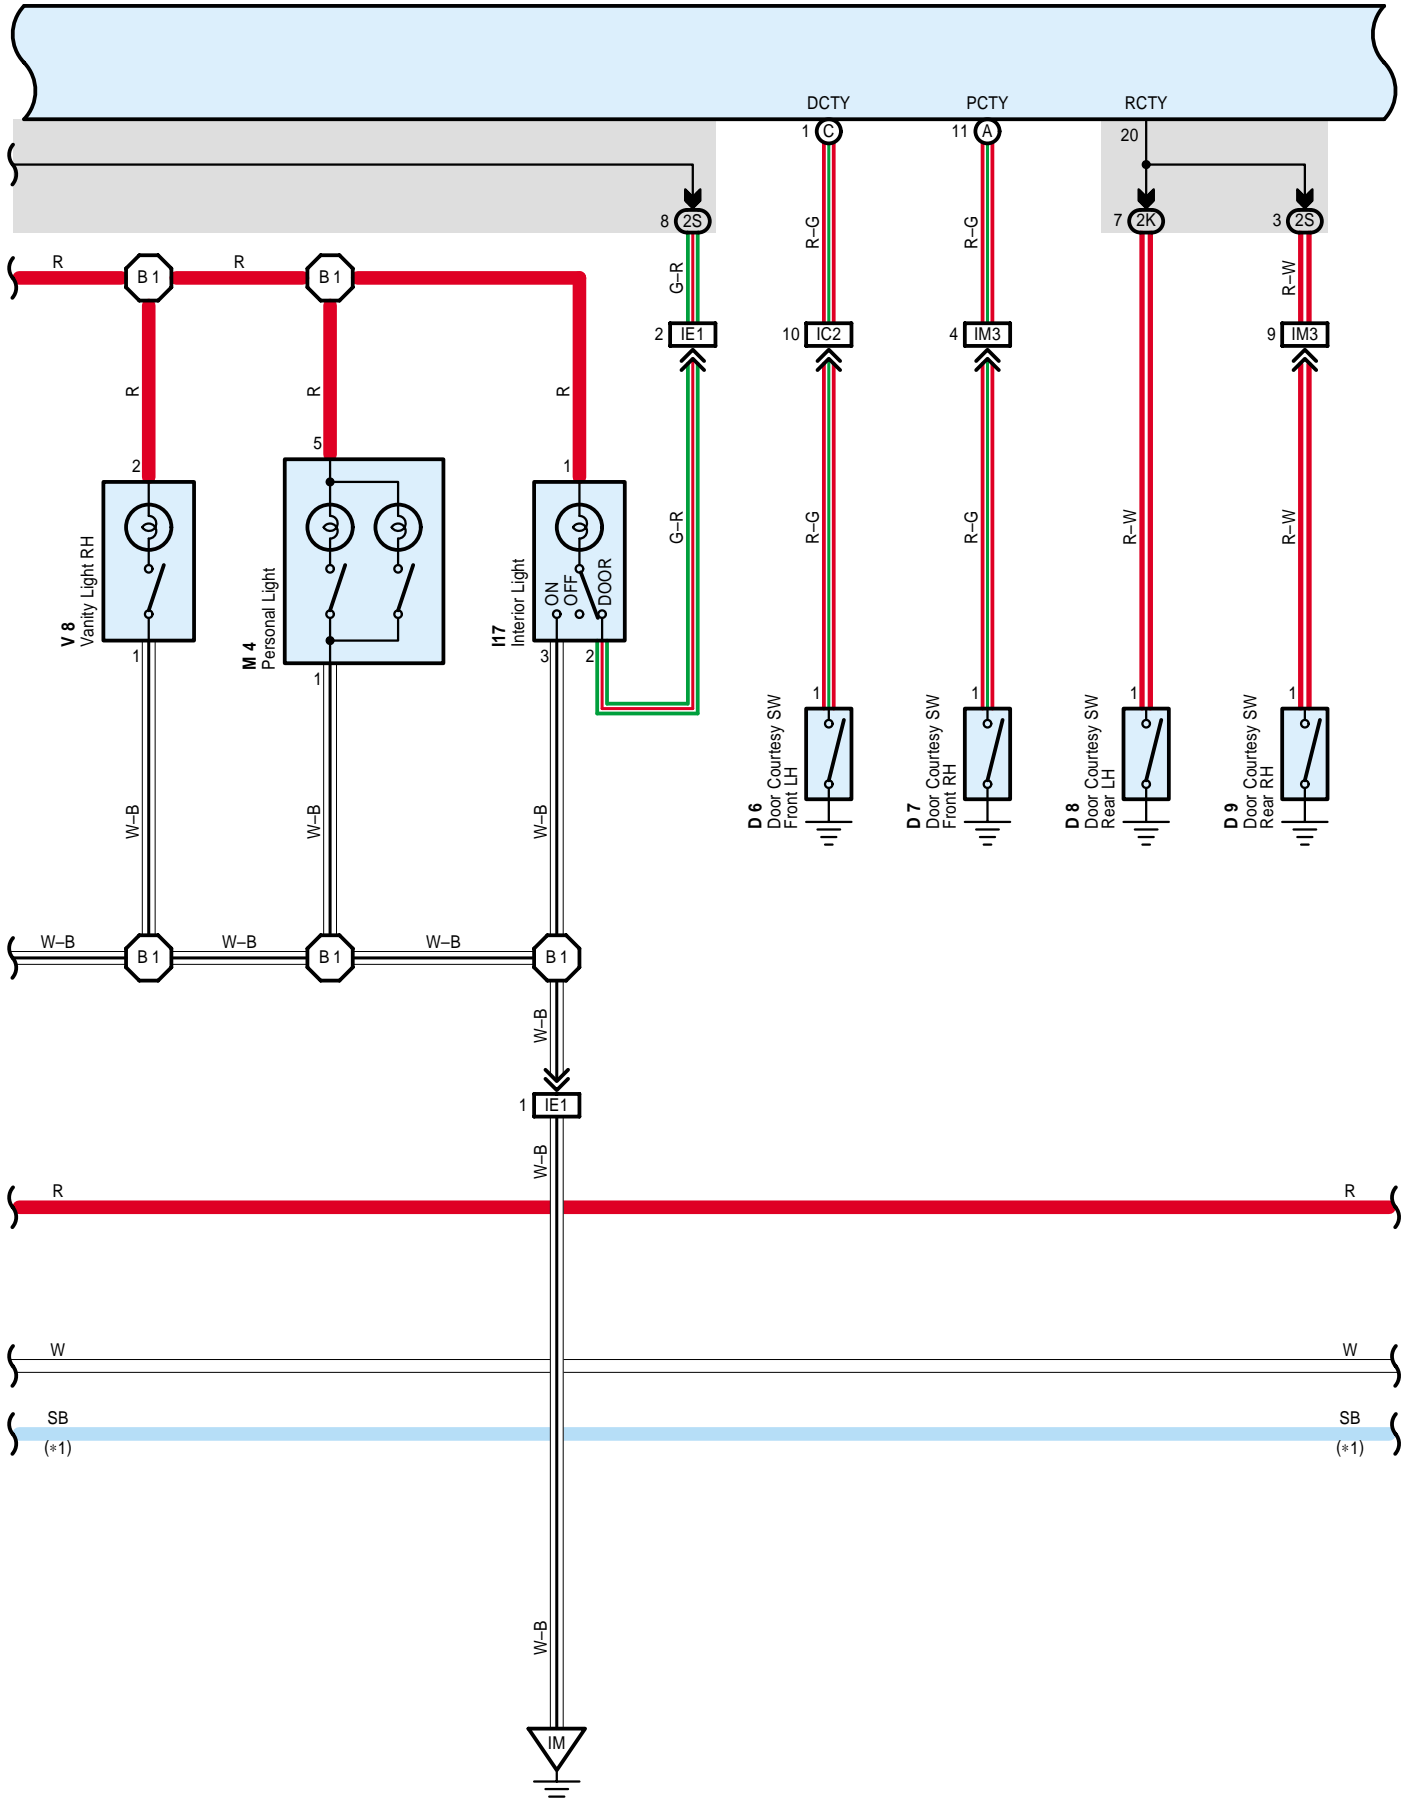 DCTY PCTY RCTY
1 C 11 A 20
8 2S 7 2K 3 2S
R R
B 1 B 1
G–R R–G R–G R–W
2 IE1 10 IC2 4 IM3 9 IM3
R R R
5
2 1
G–R R–G R–G R–W R–W
ON OFF DOOR
V 8
Vanity Light RH
M 4
Personal Light
I17
Interior Light
1 1 3 2
1 1 1 1
D 6
Door Courtesy SW
Front LH
D 7
Door Courtesy SW
Front RH
D 8
Door Courtesy SW
Rear LH
D 9
Door Courtesy SW
Rear RH
W–B W–B W–B
W–B W–B W–B
B 1 B 1 B 1
W–B
1 IE1
W–B
R R
W W
SB SB
(*1) (*1)
W–B
IM